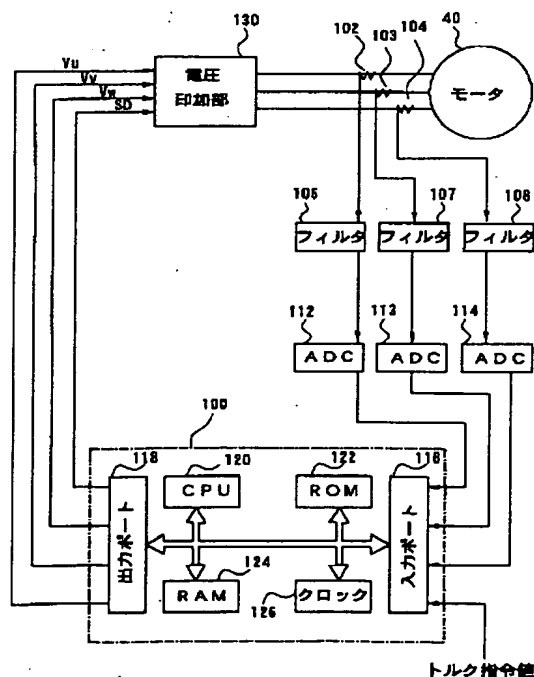 130
102
103
104
40
Vu
Vv
Vw
SD
電圧
印加部
モータ
106
107
108
フィルタ
フィルタ
フィルタ
112
113
114
ADC
ADC
ADC
100
118
120
122
116
CPU
ROM
出力ポート
入力ポート
RAM
124
クロック
126
トルク指令値